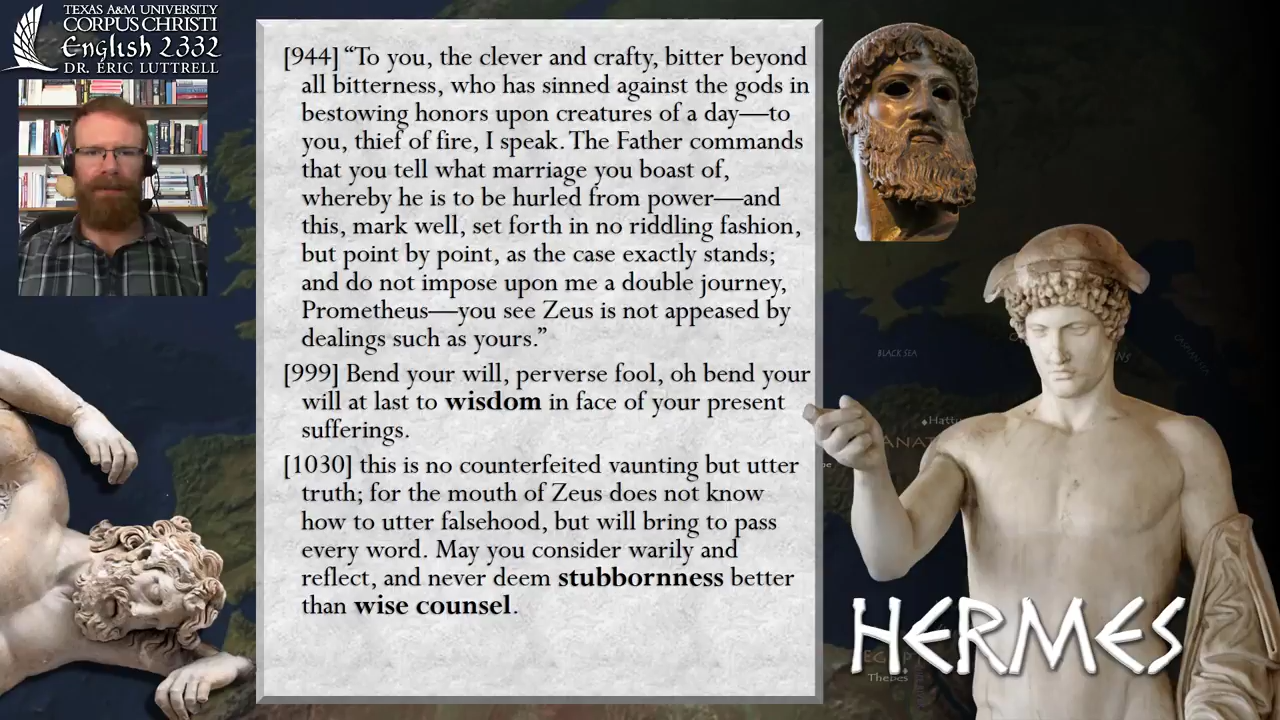 TEXAS A&M UNIVERSITY
CORPUS CHRISTI
English 2332
DR. ERIC LUTTRELL
[944] “To you, the clever and crafty, bitter beyond
all bitterness, who has sinned against the gods in
bestowing honors upon creatures of a day—to
you, thief of fire, I speak. The Father commands
that you tell what marriage you boast of,
whereby he is to be hurled from power—and
this, mark well, set forth in no riddling fashion,
but point by point, as the case exactly stands;
and do not impose upon me a double journey,
Prometheus—you see Zeus is not appeased by
dealings such as yours.”
[999] Bend your will, perverse fool, oh bend your
will at last to wisdom in face of your present
sufferings.
[1030] this is no counterfeited vaunting but utter
truth; for the mouth of Zeus does not know
how to utter falsehood, but will bring to pass
every word. May you consider warily and
reflect, and never deem stubbornness better
than wise counsel.
BLACK SEA
HERMES
Thebes